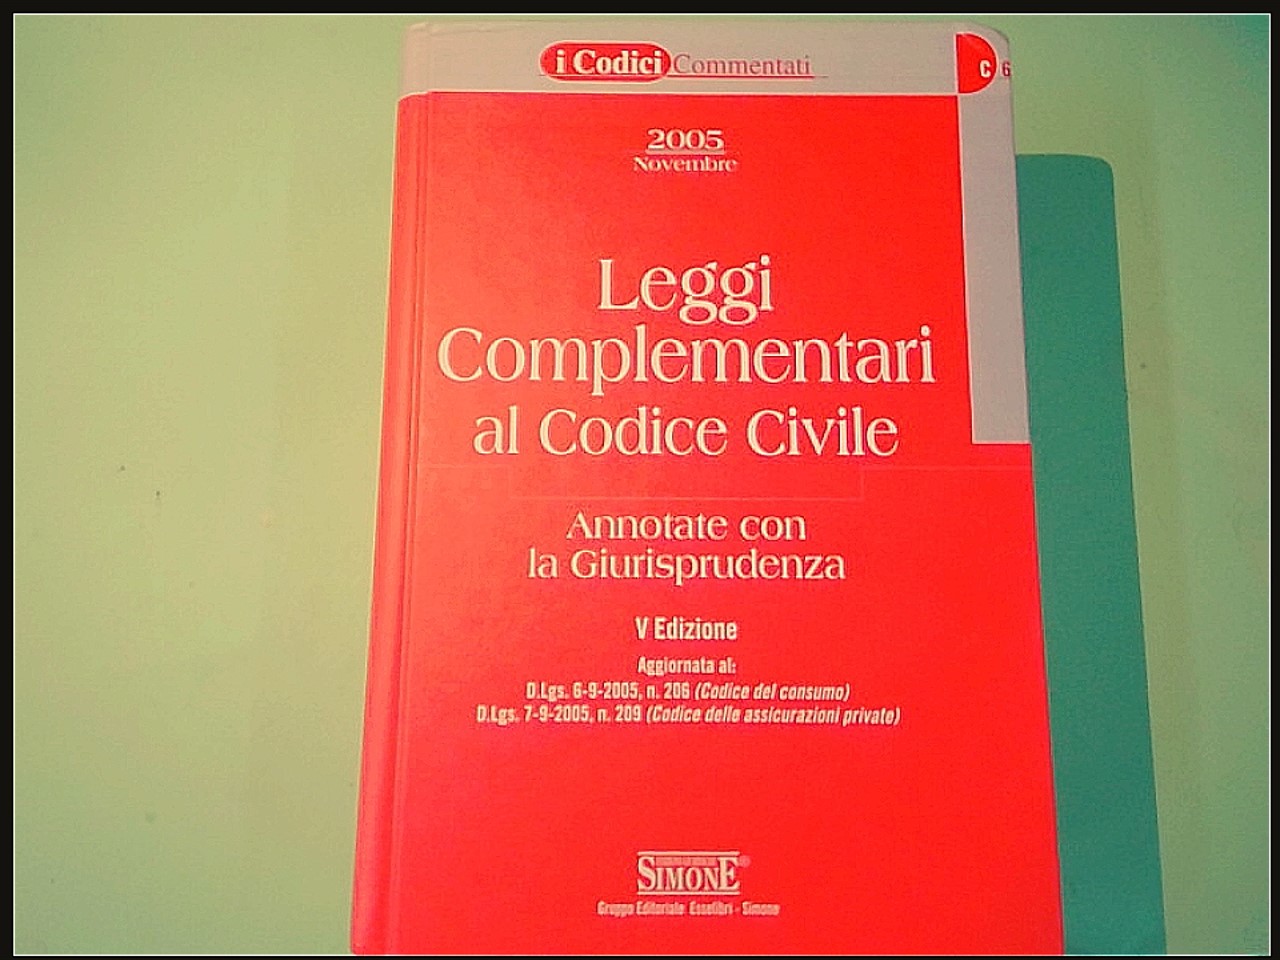 i Codici Commentati
C 6
2005
Novembre
Leggi
Complementari
al Codice Civile
Annotate con
la Giurisprudenza
V Edizione
Aggiornata al:
D.Lgs. 6-9-2005, n. 206 (Codice del consumo)
D.Lgs. 7-9-2005, n. 209 (Codice delle assicurazioni private)
SIMONE®
Gruppo Editoriale Esselibri - Simone